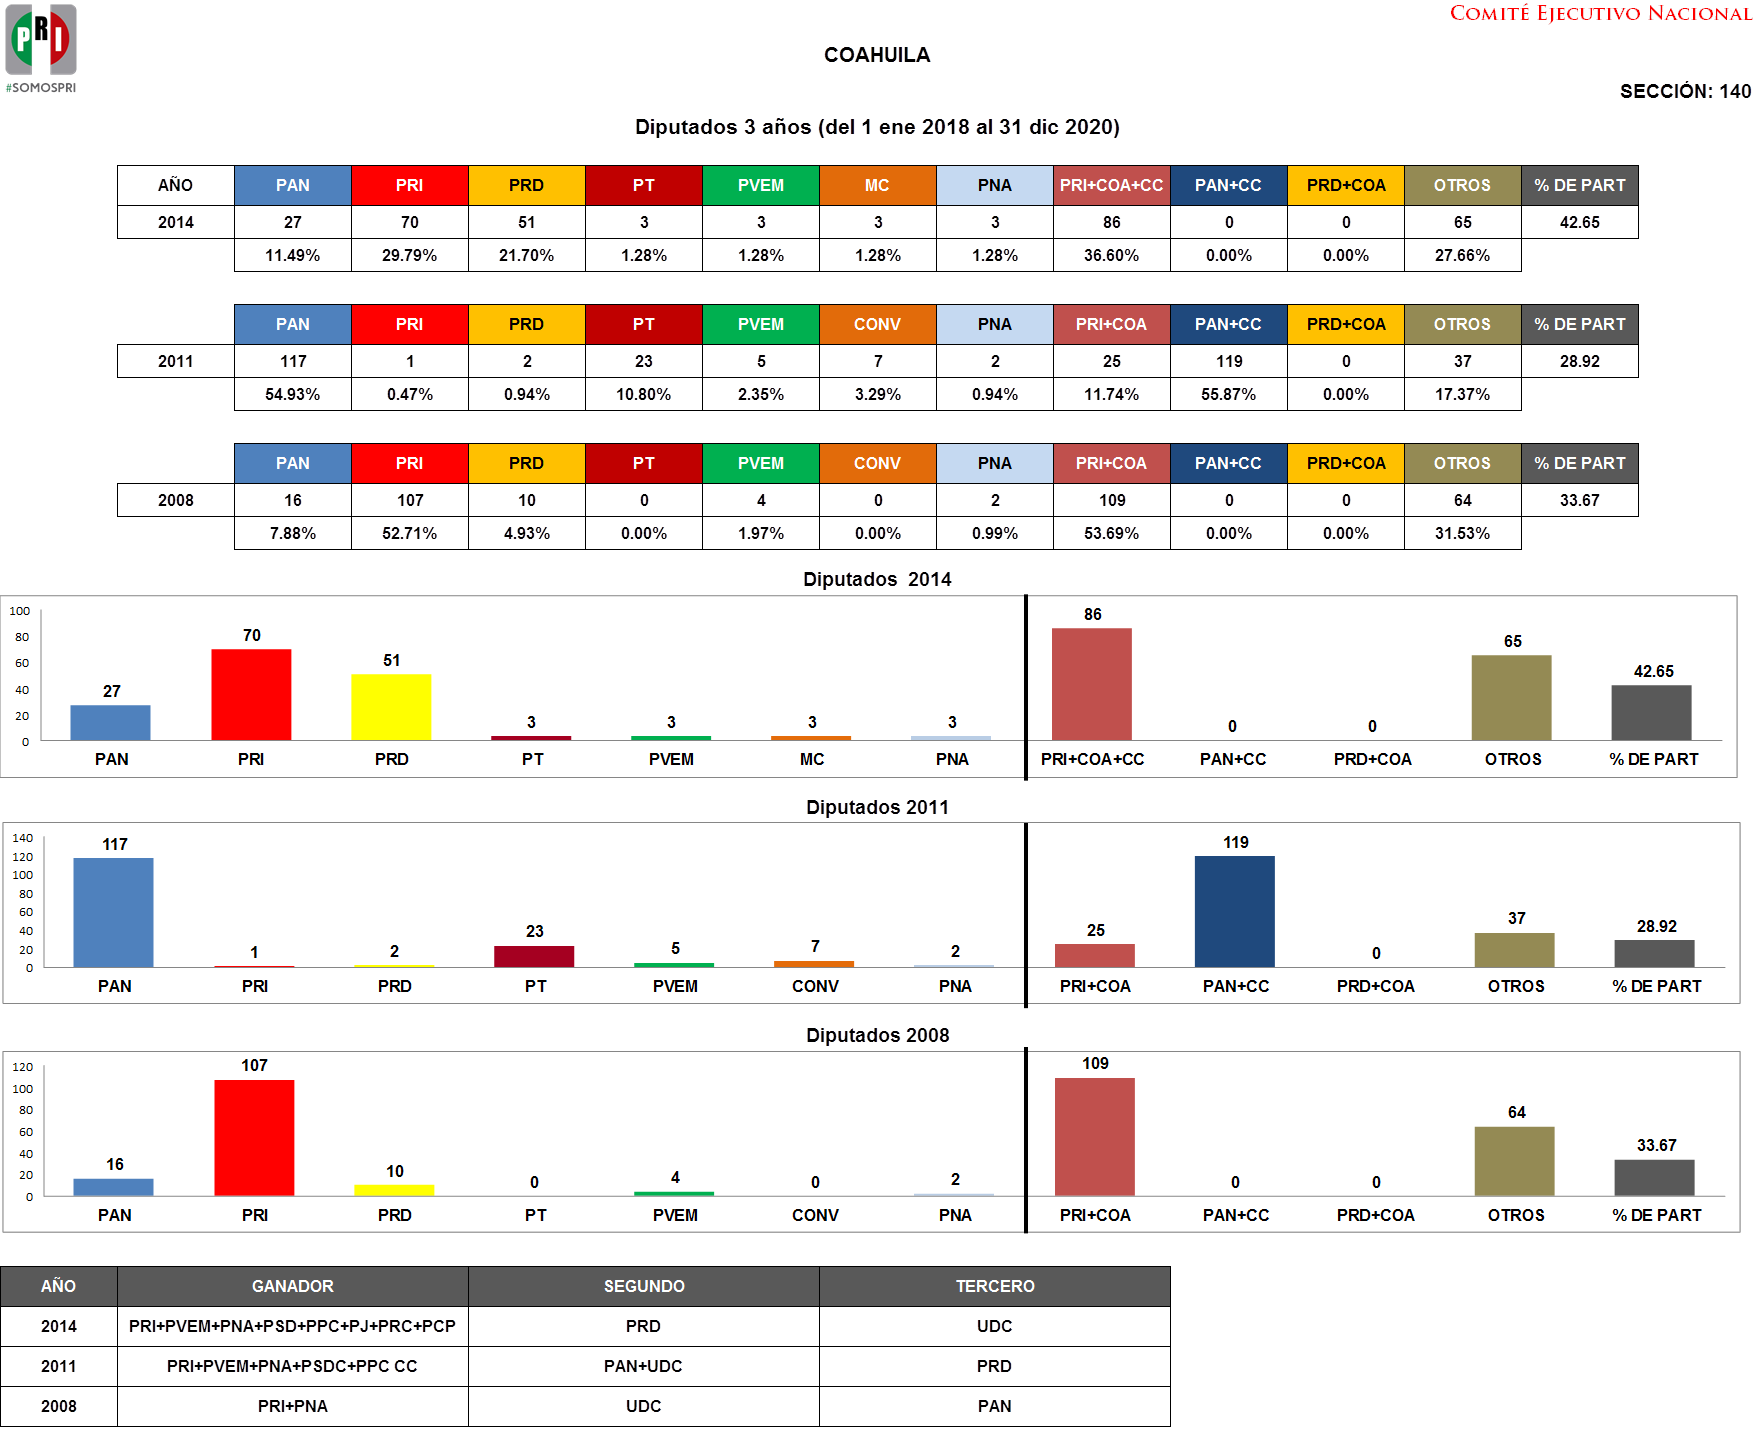 PRI
#SOMOSPRI
COMITÉ EJECUTIVO NACIONAL
COAHUILA
SECCIÓN: 140
Diputados 3 años (del 1 ene 2018 al 31 dic 2020)
AÑO PAN PRI PRD PT PVEM MC PNA PRI+COA+CC PAN+CC PRD+COA OTROS % DE PART
2014 27 70 51 3 3 3 3 86 0 0 65 42.65
11.49% 29.79% 21.70% 1.28% 1.28% 1.28% 1.28% 36.60% 0.00% 0.00% 27.66%
PAN PRI PRD PT PVEM CONV PNA PRI+COA PAN+CC PRD+COA OTROS % DE PART
2011 117 1 2 23 5 7 2 25 119 0 37 28.92
54.93% 0.47% 0.94% 10.80% 2.35% 3.29% 0.94% 11.74% 55.87% 0.00% 17.37%
PAN PRI PRD PT PVEM CONV PNA PRI+COA PAN+CC PRD+COA OTROS % DE PART
2008 16 107 10 0 4 0 2 109 0 0 64 33.67
7.88% 52.71% 4.93% 0.00% 1.97% 0.00% 0.99% 53.69% 0.00% 0.00% 31.53%
Diputados 2014
100
80
60
40
20
0
27 70 51 3 3 3 3 86 0 0 65 42.65
PAN PRI PRD PT PVEM MC PNA PRI+COA+CC PAN+CC PRD+COA OTROS % DE PART
Diputados 2011
140
120
100
80
60
40
20
0
117 1 2 23 5 7 2 25 119 0 37 28.92
PAN PRI PRD PT PVEM CONV PNA PRI+COA PAN+CC PRD+COA OTROS % DE PART
Diputados 2008
120
100
80
60
40
20
0
16 107 10 0 4 0 2 109 0 0 64 33.67
PAN PRI PRD PT PVEM CONV PNA PRI+COA PAN+CC PRD+COA OTROS % DE PART
AÑO GANADOR SEGUNDO TERCERO
2014 PRI+PVEM+PNA+PSD+PPC+PJ+PRC+PCP PRD UDC
2011 PRI+PVEM+PNA+PSDC+PPC CC PAN+UDC PRD
2008 PRI+PNA UDC PAN